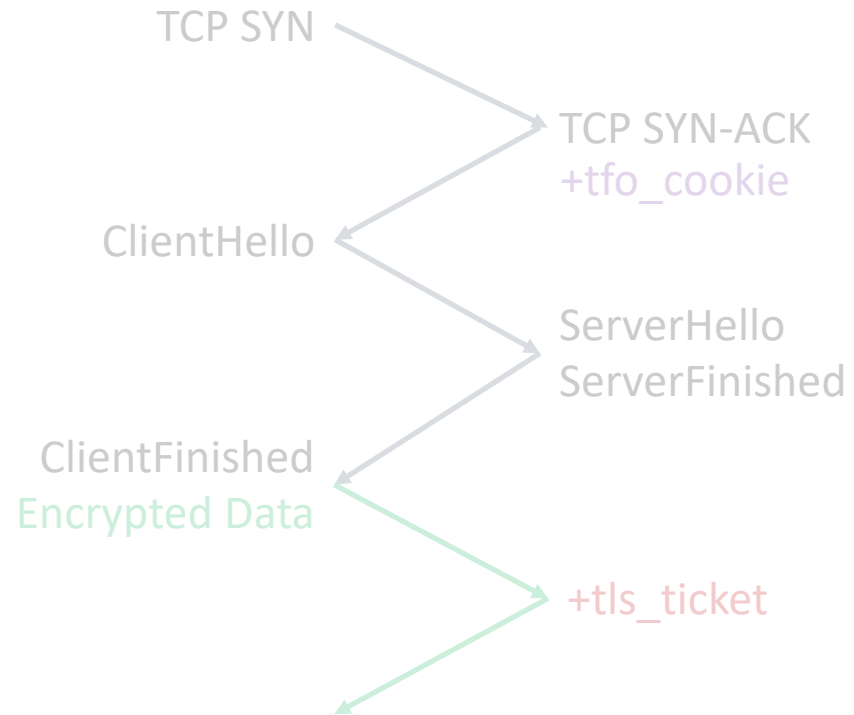 TCP SYN
TCP SYN-ACK
+tfo_cookie
ClientHello
ServerHello
ServerFinished
ClientFinished
Encrypted Data
+tls_ticket